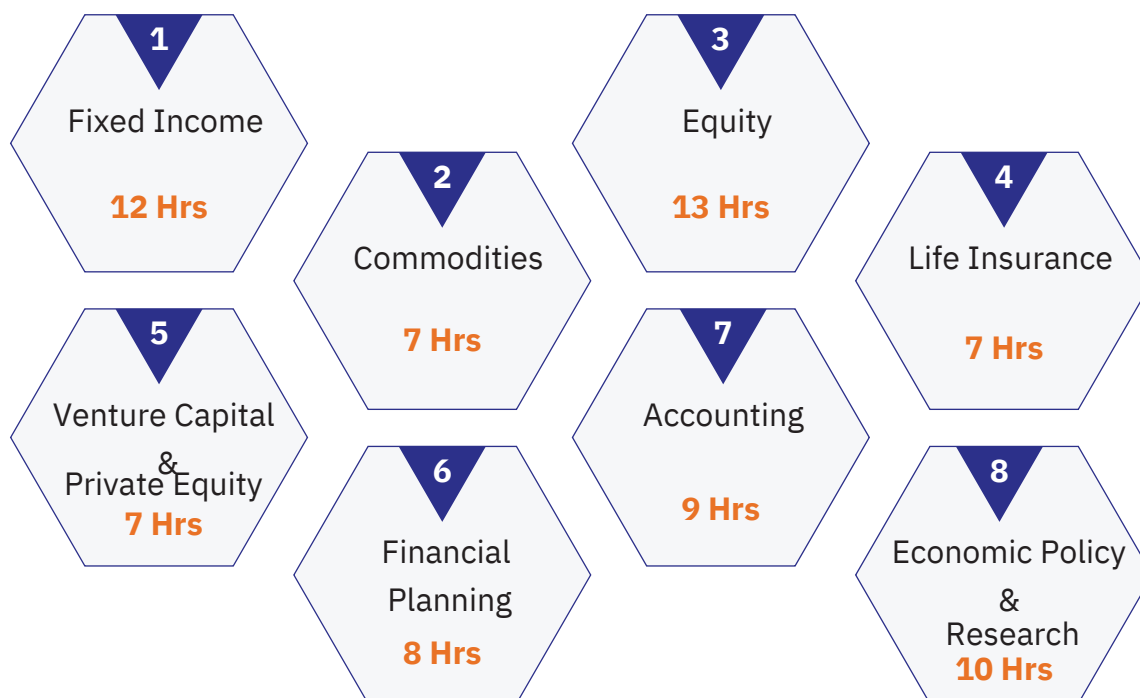 1
Fixed Income
12 Hrs
2
Commodities
7 Hrs
3
Equity
13 Hrs
4
Life Insurance
7 Hrs
5
Venture Capital
&
Private Equity
7 Hrs
6
Financial
Planning
8 Hrs
7
Accounting
9 Hrs
8
Economic Policy
&
Research
10 Hrs